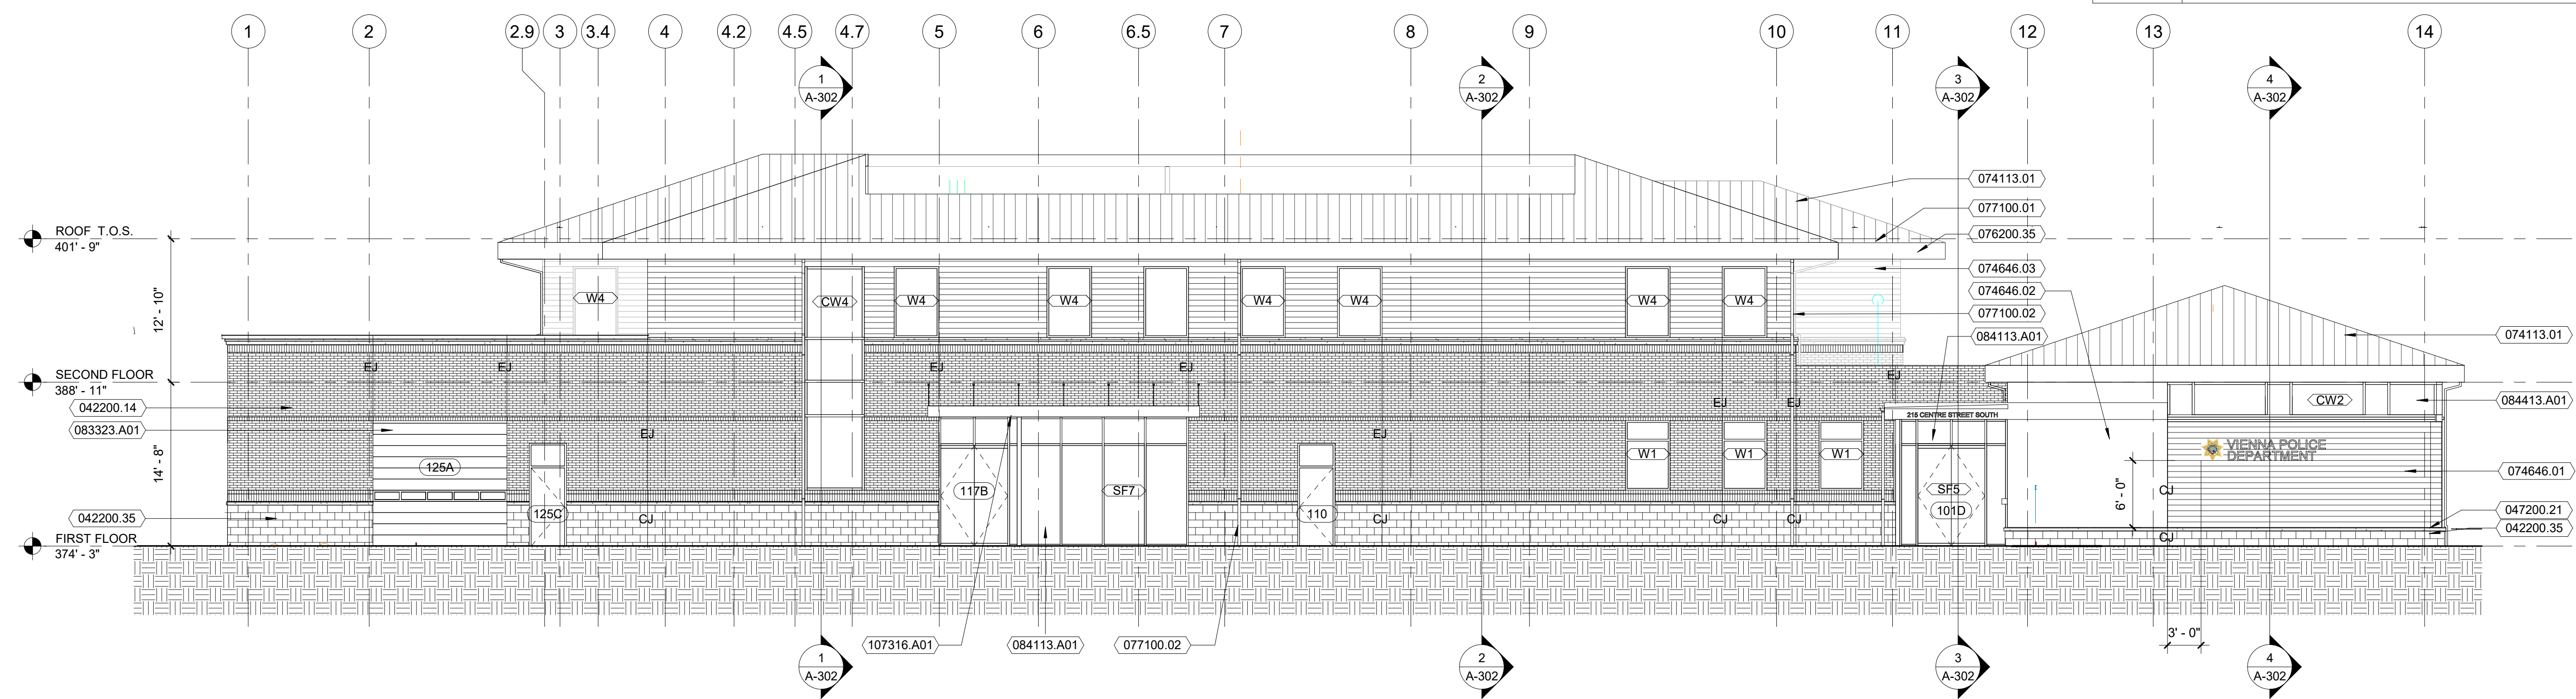 1 2 2.9 3 3.4 4 4.2 4.5 4.7 5 6 6.5 7 8 9 10 11 12 13 14
1 2 3 4
A-302 A-302 A-302 A-302
074113.01
077100.01
ROOF T.O.S.
401' - 9"
076200.35
074646.03
074646.02
077100.02
084113.A01
074113.01
12' - 10"
W4 CW4 W4 W4 W4 W4 W4 W4
EJ EJ EJ EJ EJ
SECOND FLOOR
388' - 11"
042200.14
083323.A01
EJ EJ
215 CENTRE STREET SOUTH
CW2
084413.A01
EJ EJ
14' - 8"
125A
W1 W1 W1
VIENNA POLICE
DEPARTMENT
074646.01
117B SF7 SF5
101D
CJ
6' - 0"
042200.35
125C CJ 110 CJ CJ CJ
047200.21
042200.35
CJ
FIRST FLOOR
374' - 3"
3' - 0"
107316.A01 084113.A01 077100.02
1 2 3 4
A-302 A-302 A-302 A-302